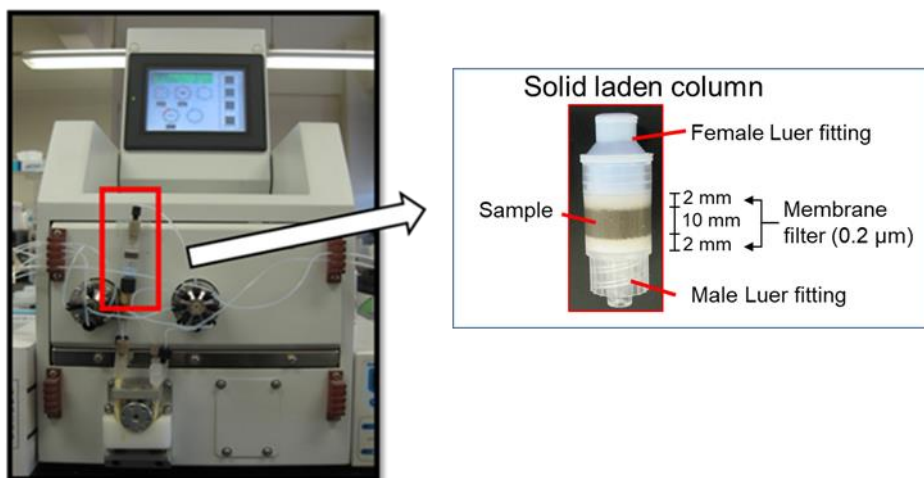 Solid laden column
Female Luer fitting
2 mm
Sample
10 mm
Membrane
filter (0.2 µm)
2 mm
Male Luer fitting